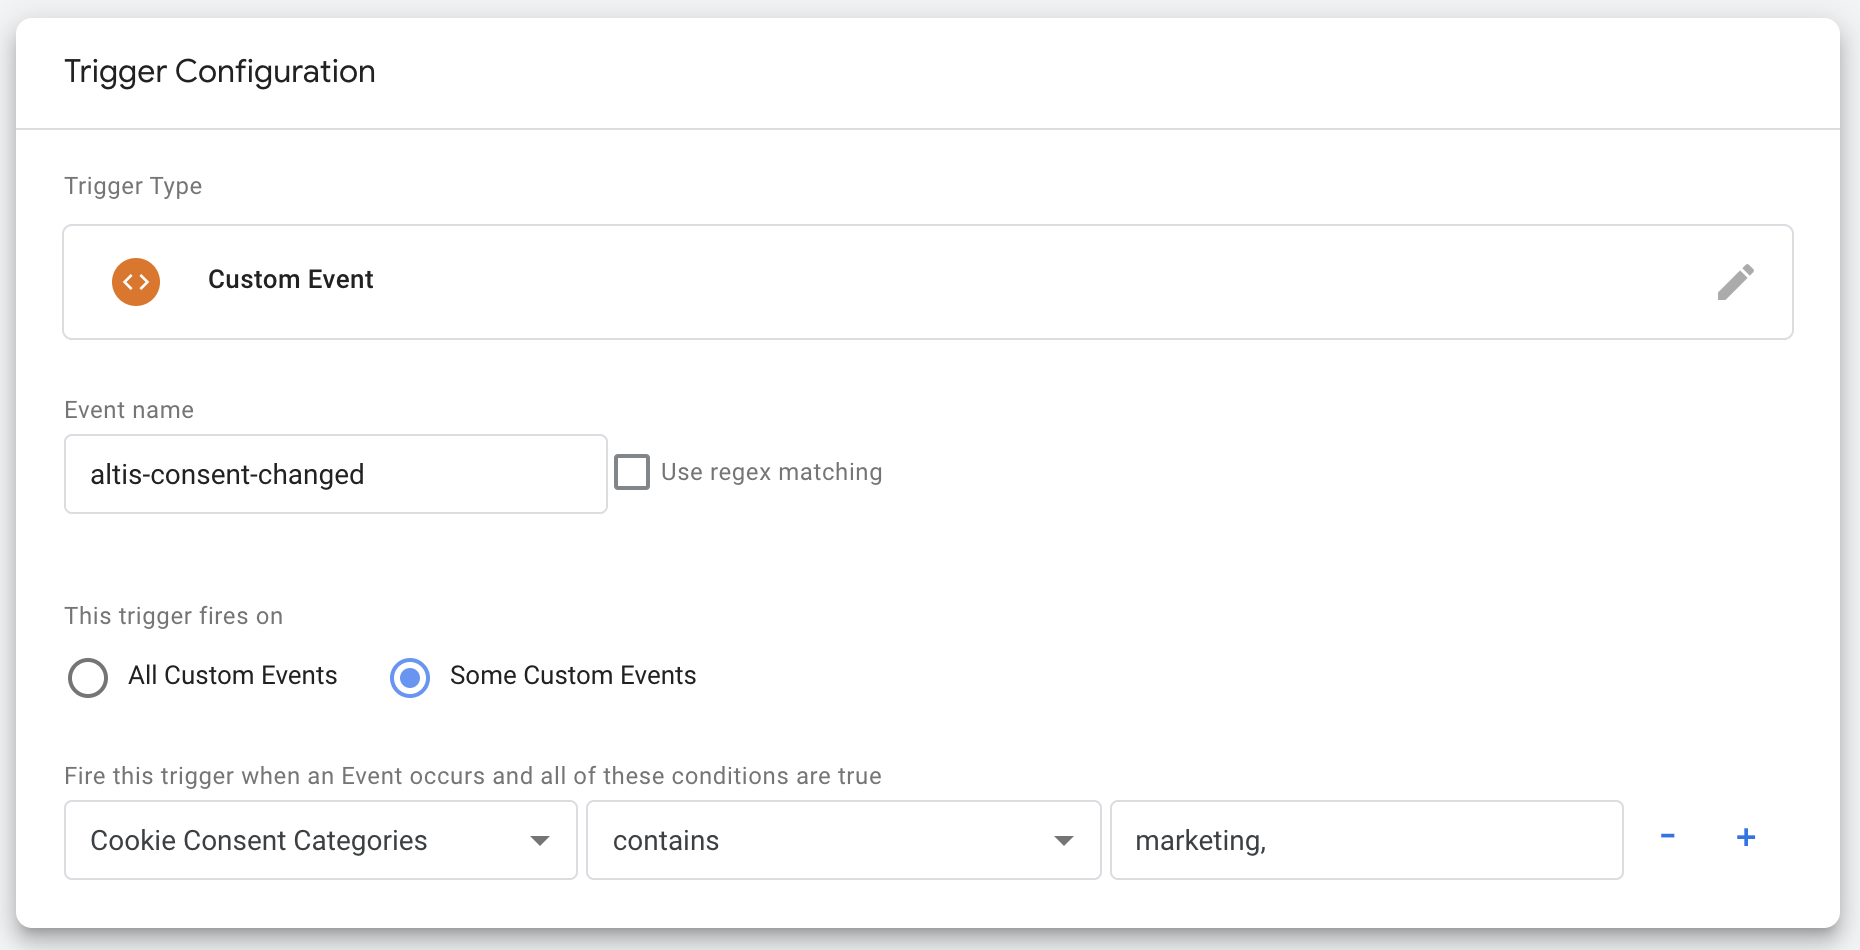 Trigger Configuration
Trigger Type
Custom Event
Event name
altis-consent-changed
Use regex matching
This trigger fires on
All Custom Events
Some Custom Events
Fire this trigger when an Event occurs and all of these conditions are true
Cookie Consent Categories
contains
marketing,